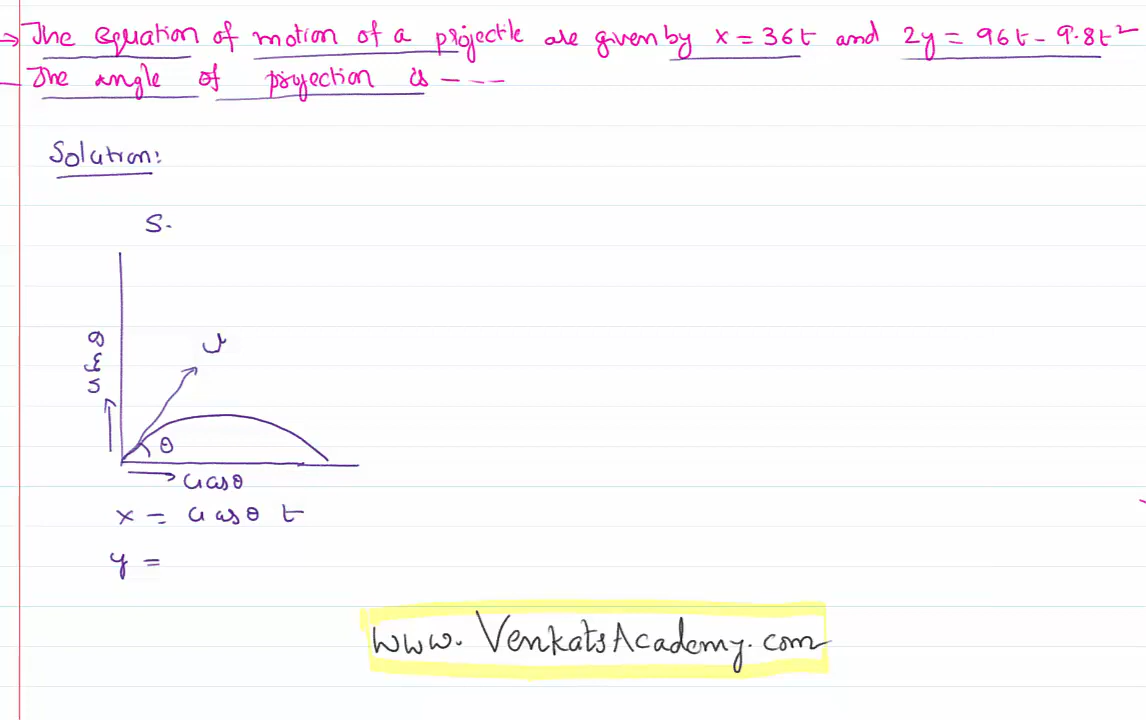 → The equation of motion of a projectile are given by x = 36t and 2y = 96t - 9.8t²
- The angle of projection is - - - -
Solution:
S.
u
u sin θ
θ
u cos θ
x = u cos θ t
y =
www.VenkatsAcademy.com